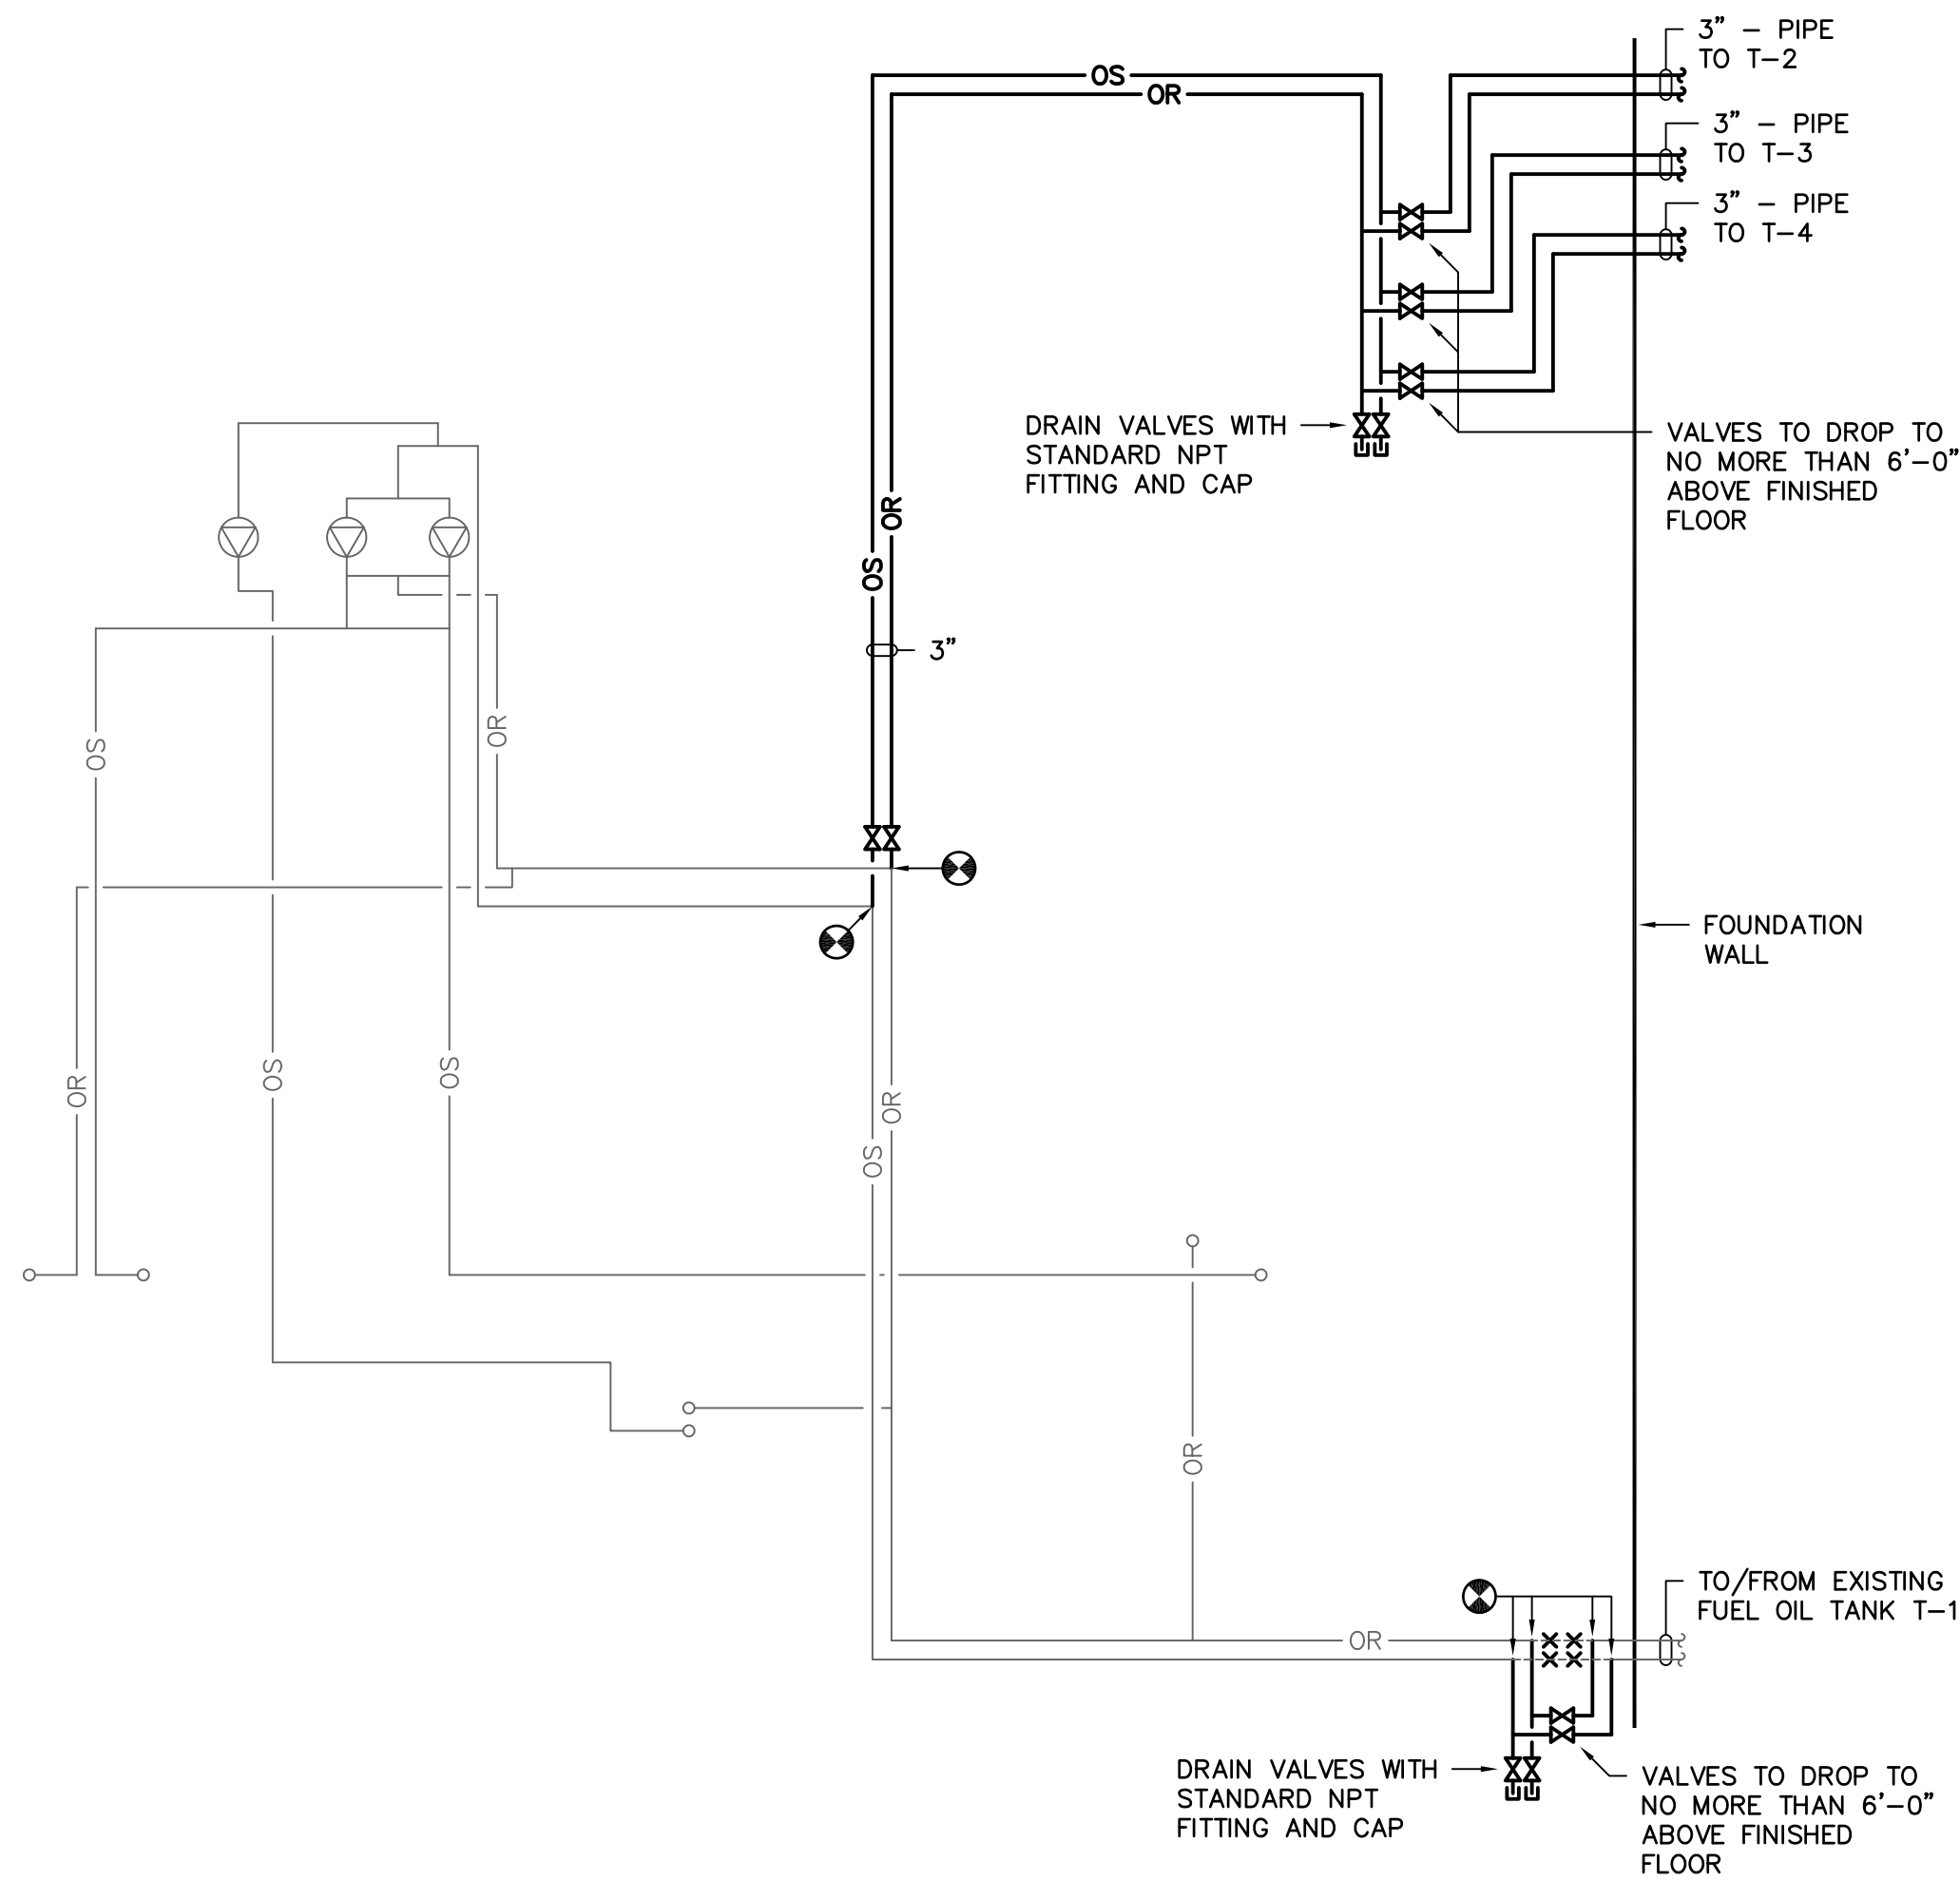 3” – PIPE
TO T–2
OS
OR
3” – PIPE
TO T–3
3” – PIPE
TO T–4
DRAIN VALVES WITH
STANDARD NPT
FITTING AND CAP
VALVES TO DROP TO
NO MORE THAN 6’–0”
ABOVE FINISHED
FLOOR
OR
OS
3”
OR
OS
FOUNDATION
WALL
OR
OS
OS
OR
OS
OR
TO/FROM EXISTING
FUEL OIL TANK T–1
OR
DRAIN VALVES WITH
STANDARD NPT
FITTING AND CAP
VALVES TO DROP TO
NO MORE THAN 6’–0”
ABOVE FINISHED
FLOOR